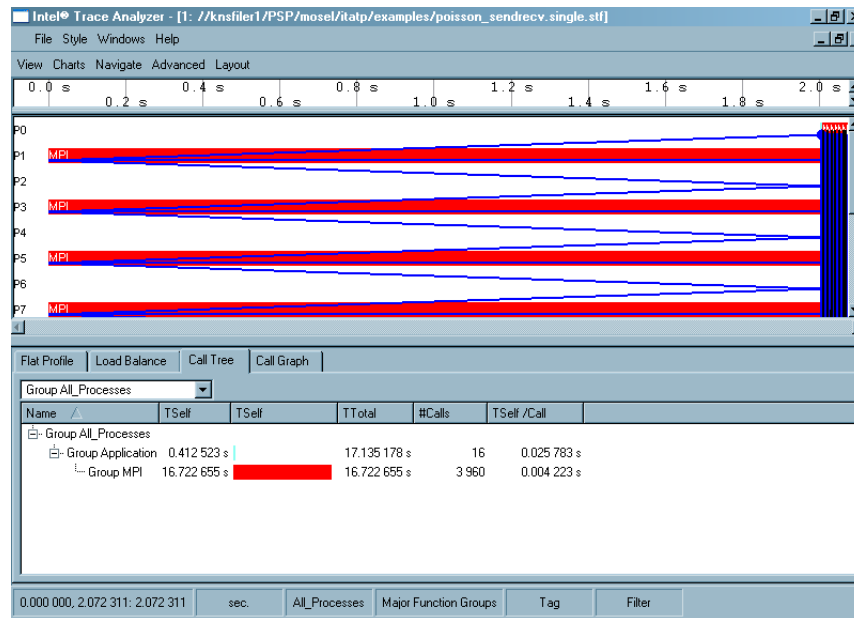 Intel® Trace Analyzer - [1: //knsfiler1/PSP/mosel/itatp/examples/poisson_sendrecv.single.stf]
File Style Windows Help
View Charts Navigate Advanced Layout
0.0 s 0.4 s 0.8 s 1.2 s 1.6 s 2.0 s
0.2 s 0.6 s 1.0 s 1.4 s 1.8 s
P0
P1 MPI
P2
P3 MPI
P4
P5 MPI
P6
P7 MPI
Flat Profile Load Balance Call Tree Call Graph
Group All_Processes
Name TSelf TSelf TTotal #Calls TSelf /Call
Group All_Processes
Group Application 0.412 523 s 17.135 178 s 16 0.025 783 s
Group MPI 16.722 655 s 16.722 655 s 3 960 0.004 223 s
0.000 000, 2.072 311: 2.072 311 sec. All_Processes Major Function Groups Tag Filter